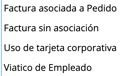 Factura asociada a Pedido
Factura sin asociación
Uso de tarjeta corporativa
Viatico de Empleado